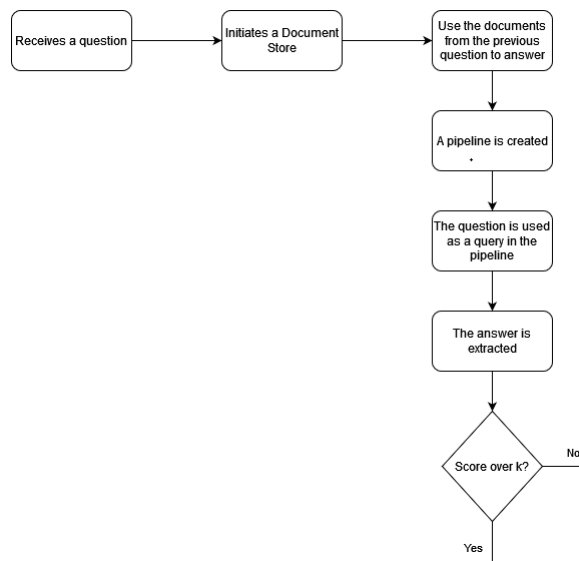 Receives a question
Initiates a Document
Store
Use the documents
from the previous
question to answer
A pipeline is created
The question is used
as a query in the
pipeline
The answer is
extracted
Score over k?
No
Yes